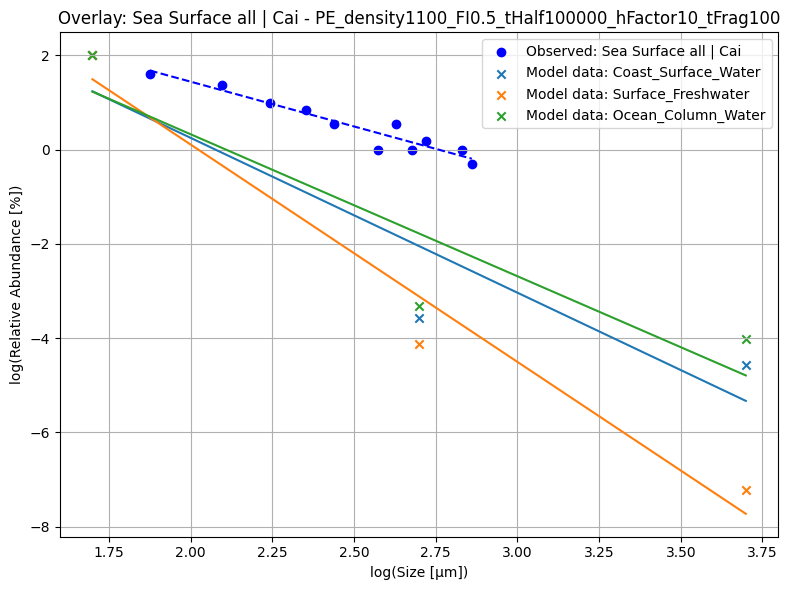 Overlay: Sea Surface all | Cai - PE_density1100_FI0.5_tHalf100000_hFactor10_tFrag100
Observed: Sea Surface all | Cai
Model data: Coast_Surface_Water
Model data: Surface_Freshwater
Model data: Ocean_Column_Water
log(Relative Abundance [%])
2
0
−2
−4
−6
−8
1.75 2.00 2.25 2.50 2.75 3.00 3.25 3.50 3.75
log(Size [µm])